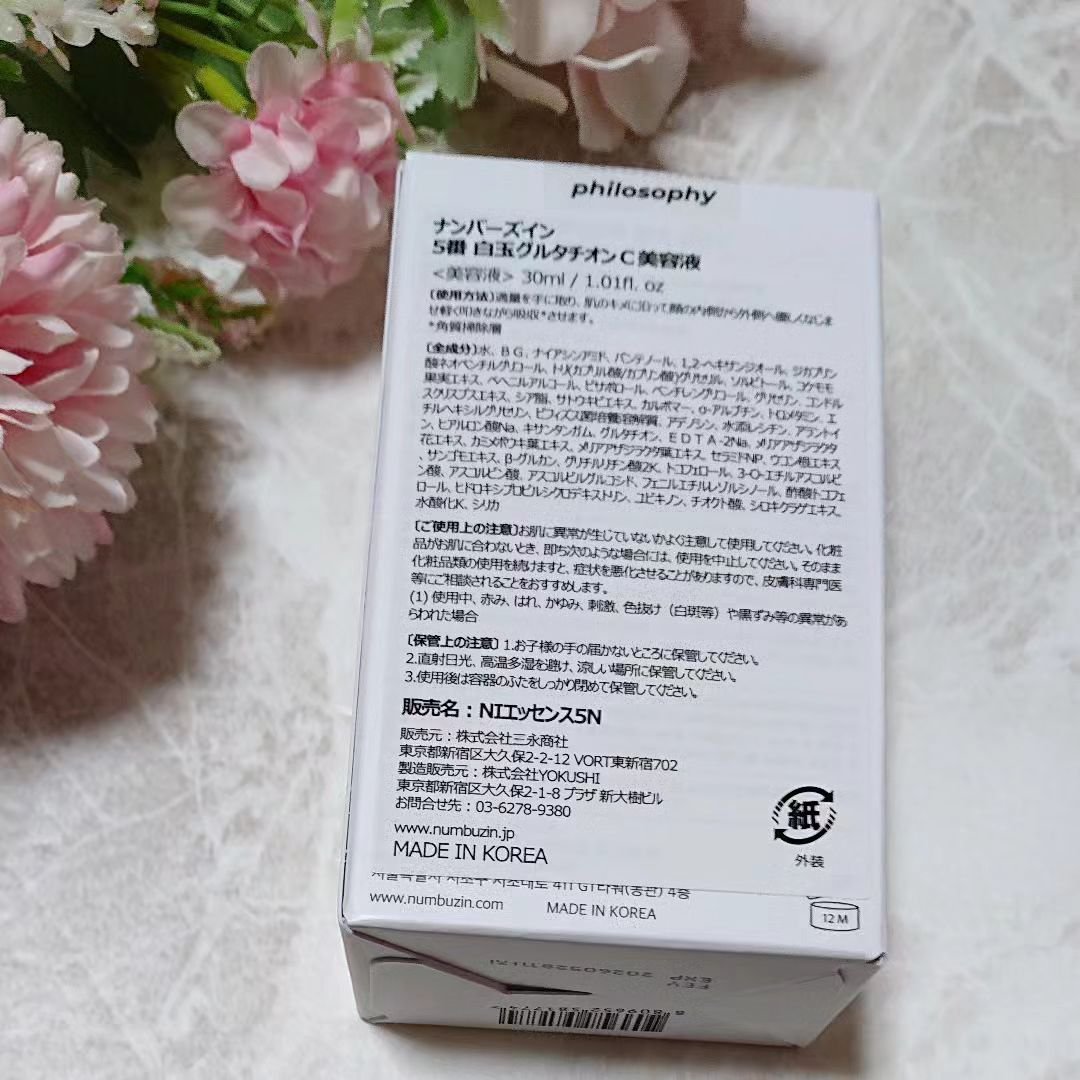 philosophy
ナンバーズイン
5番 白玉グルタチオンC美容液
<美容液> 30ml / 1.01fl. oz
〔使用方法〕適量を手に取り、肌のキメに沿って顔の内側から外側へ優しくなじま
せ軽く叩きながら吸収*させます。
*角質掃除層
〔全成分〕水、ＢＧ、ナイアシンアミド、パンテノール、1,2-ヘキサンジオール、ジカプリン
酸ネオペンチルグリコール、トリ(カプリル酸/カプリン酸)グリセリル、ソルビトール、コケモモ
果実エキス、ベヘニルアルコール、ビサボロール、ペンチレングリコール、グリセリン、コンドル
スクリスプスエキス、シア脂、サトウキビエキス、カルボマー、α-アルブチン、トロメタミン、エ
チルヘキシルグリセリン、ビフィズス菌培養溶解質、アデノシン、水添レシチン、アラントイ
ン、ヒアルロン酸Na、キサンタンガム、グルタチオン、ＥＤＴＡ-2Na、メリアアザジラクタ
花エキス、カミメボウキ葉エキス、メリアアザジラクタ葉エキス、セラミドNP、ウコン根エキス
、サンゴモエキス、β-グルカン、グリチルリチン酸2K、トコフェロール、3-O-エチルアスコルビ
ン酸、アスコルビン酸、アスコルビルグルコシド、フェニルエチルレゾルシノール、酢酸トコフェ
ロール、ヒドロキシプロピルシクロデキストリン、ユビキノン、チオクト酸、シロキクラゲエキス、
水酸化K、シリカ
〔ご使用上の注意〕お肌に異常が生じていないかよく注意して使用してください。化粧
品がお肌に合わないとき、即ち次のような場合には、使用を中止してください。そのまま
化粧品類の使用を続けますと、症状を悪化させることがありますので、皮膚科専門医
等にご相談されることをおすすめします。
(1) 使用中、赤み、はれ、かゆみ、刺激、色抜け（白斑等）や黒ずみ等の異常があ
らわれた場合
〔保管上の注意〕1.お子様の手の届かないところに保管してください。
2.直射日光、高温多湿を避け、涼しい場所に保管してください。
3.使用後は容器のふたをしっかり閉めて保管してください。
販売名：NIエッセンス5N
販売元：株式会社三永商社
東京都新宿区大久保2-2-12 VORT東新宿702
製造販売元：株式会社YOKUSHI
東京都新宿区大久保2-1-8 プラザ 新大樹ビル
お問合せ先：03-6278-9380
www.numbuzin.jp
MADE IN KOREA
紙
外装
서울특별시 서초구 서초대로 411 GT타워(동관) 4층
www.numbuzin.com MADE IN KOREA
12 M
EXP 20260528까지